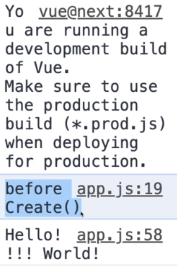 Yo vue@next:8417
u are running a
development build
of Vue.
Make sure to use
the production
build (*.prod.js)
when deploying
for production.
before app.js:19
Create()
Hello! app.js:58
!!! World!